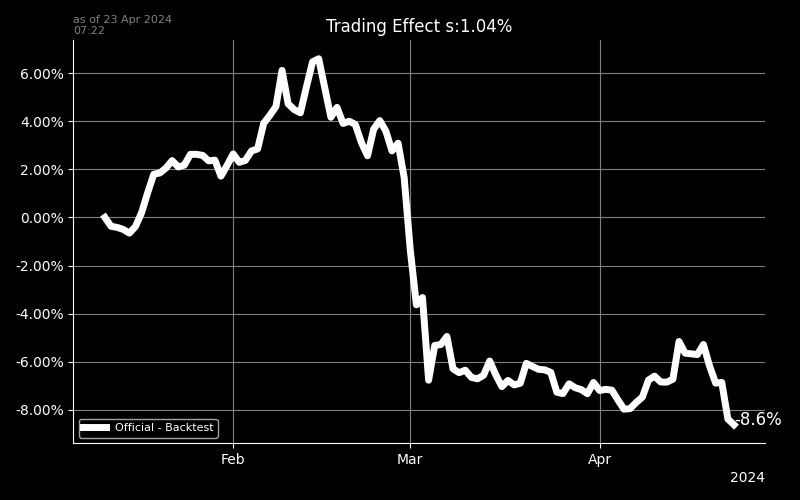 as of 23 Apr 2024
07:22
Trading Effect s:1.04%
6.00%
4.00%
2.00%
0.00%
-2.00%
-4.00%
-6.00%
-8.00%
-8.6%
Official - Backtest
Feb
Mar
Apr
2024